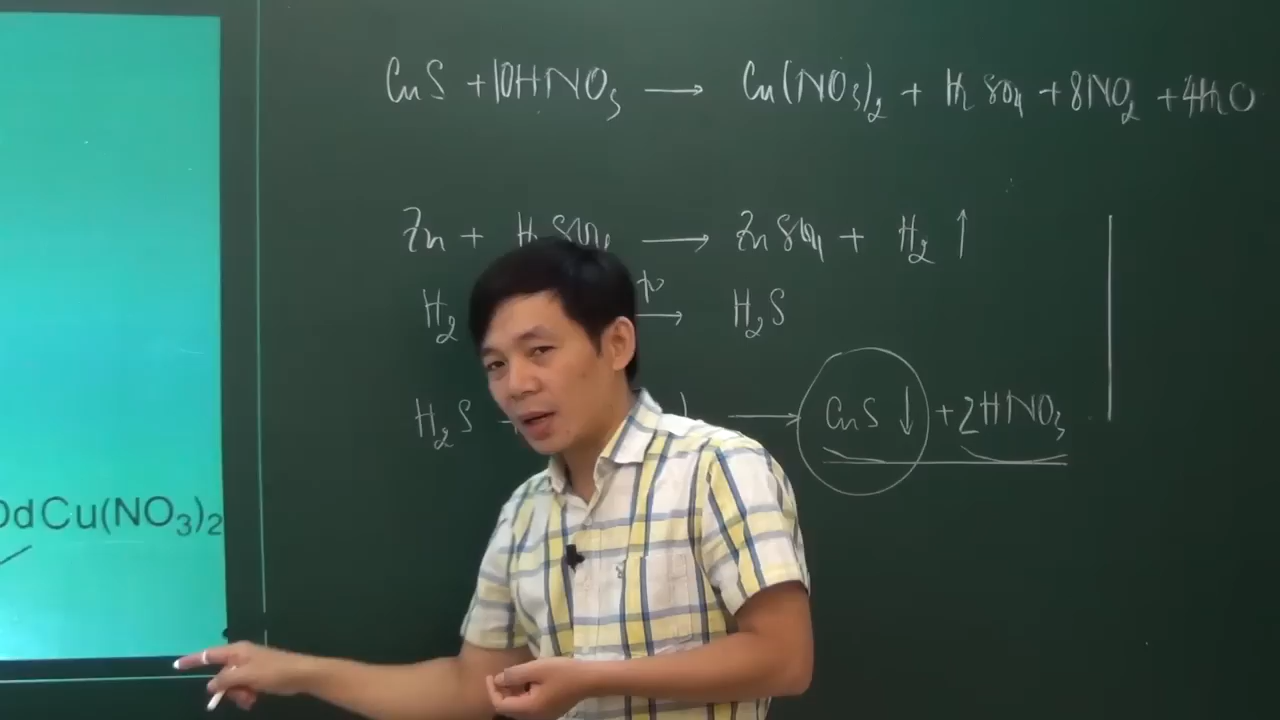 CuS + 10HNO₃ → Cu(NO₃)₂ + H₂SO₄ + 8NO₂ + 4H₂O
Zn + H₂SO₄ → ZnSO₄ + H₂ ↑
H₂ t° → H₂S
H₂S ) → CuS ↓ + 2HNO₃
Cu(NO₃)₂